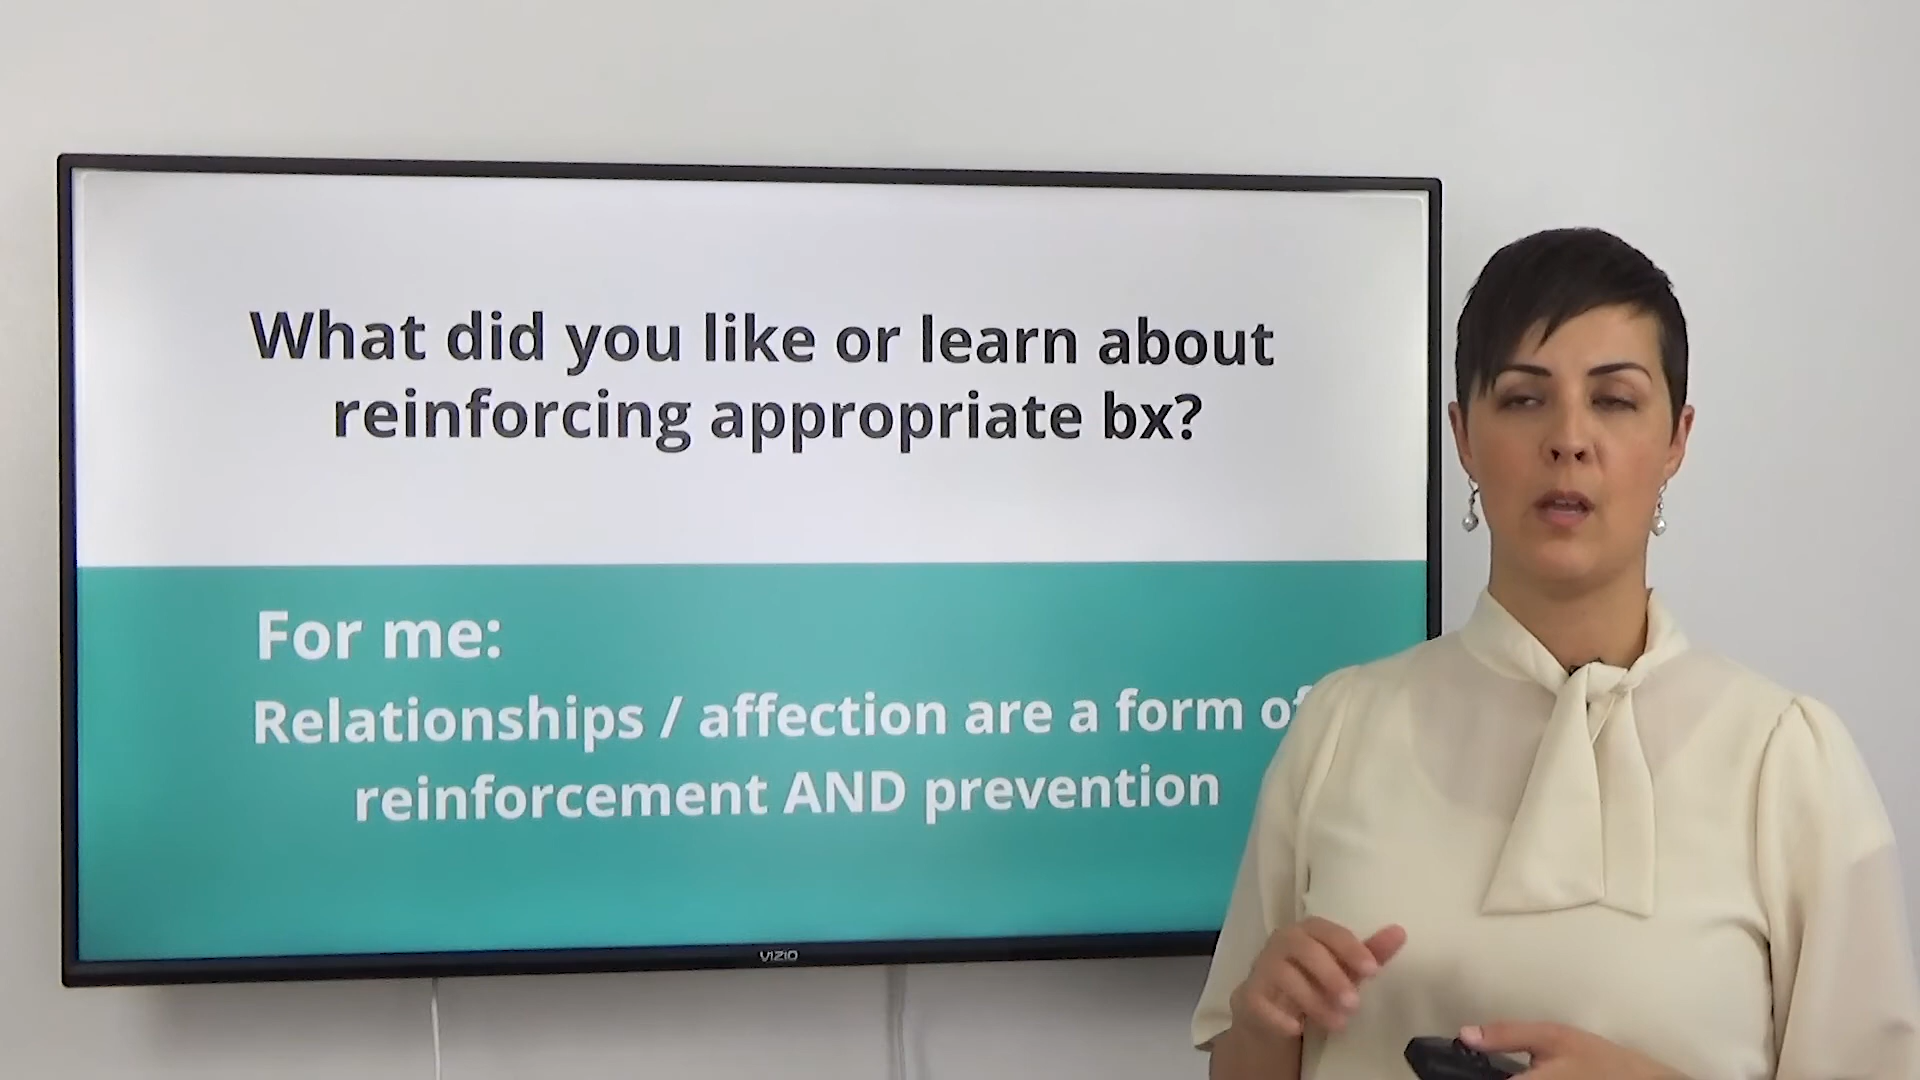 What did you like or learn about
reinforcing appropriate bx?
For me:
Relationships / affection are a form of
reinforcement AND prevention
VIZIO